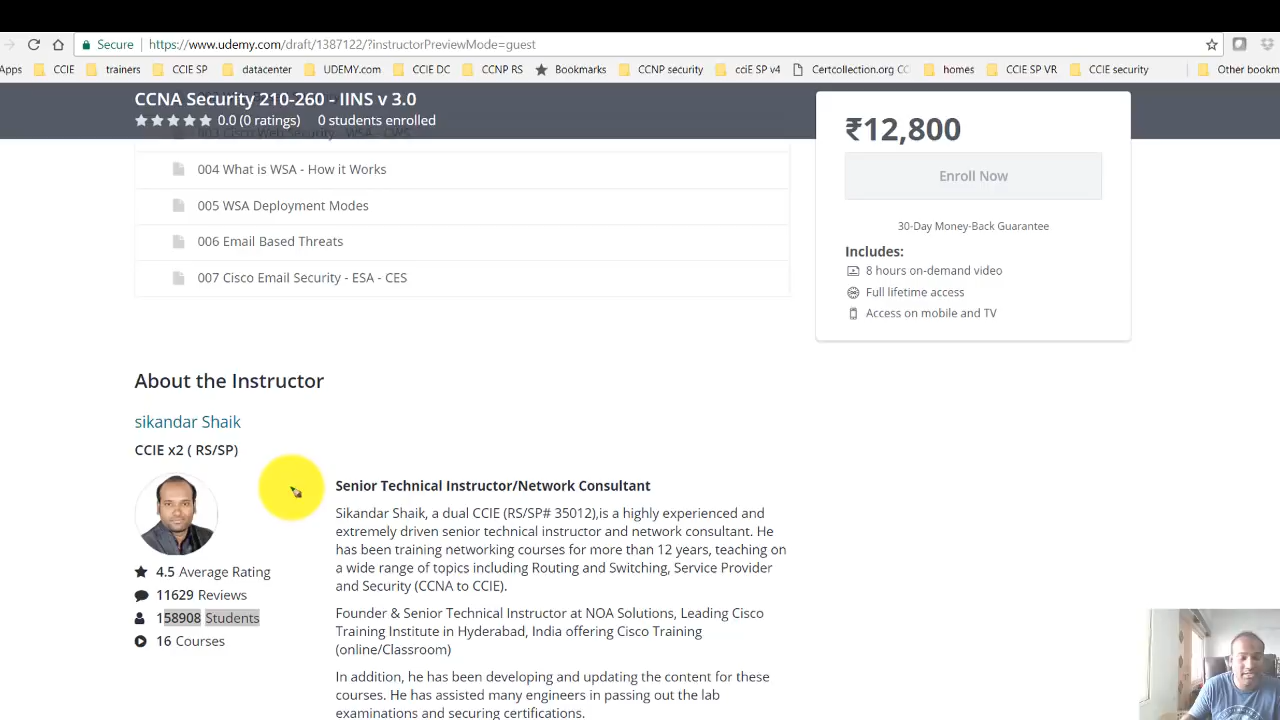 Secure https://www.udemy.com/draft/1387122/?instructorPreviewMode=guest
Apps CCIE trainers CCIE SP datacenter UDEMY.com CCIE DC CCNP RS Bookmarks CCNP security cciE SP v4 Certcollection.org CC homes CCIE SP VR CCIE security Other bookm
CCNA Security 210-260 - IINS v 3.0
0.0 (0 ratings) 0 students enrolled
003 Cisco Web Security - WSA - CWS
004 What is WSA - How it Works
005 WSA Deployment Modes
006 Email Based Threats
007 Cisco Email Security - ESA - CES
₹12,800
Enroll Now
30-Day Money-Back Guarantee
Includes:
8 hours on-demand video
Full lifetime access
Access on mobile and TV
About the Instructor
sikandar Shaik
CCIE x2 ( RS/SP)
4.5 Average Rating
11629 Reviews
158908 Students
16 Courses
Senior Technical Instructor/Network Consultant
Sikandar Shaik, a dual CCIE (RS/SP# 35012),is a highly experienced and
extremely driven senior technical instructor and network consultant. He
has been training networking courses for more than 12 years, teaching on
a wide range of topics including Routing and Switching, Service Provider
and Security (CCNA to CCIE).
Founder & Senior Technical Instructor at NOA Solutions, Leading Cisco
Training Institute in Hyderabad, India offering Cisco Training
(online/Classroom)
In addition, he has been developing and updating the content for these
courses. He has assisted many engineers in passing out the lab
examinations and securing certifications.